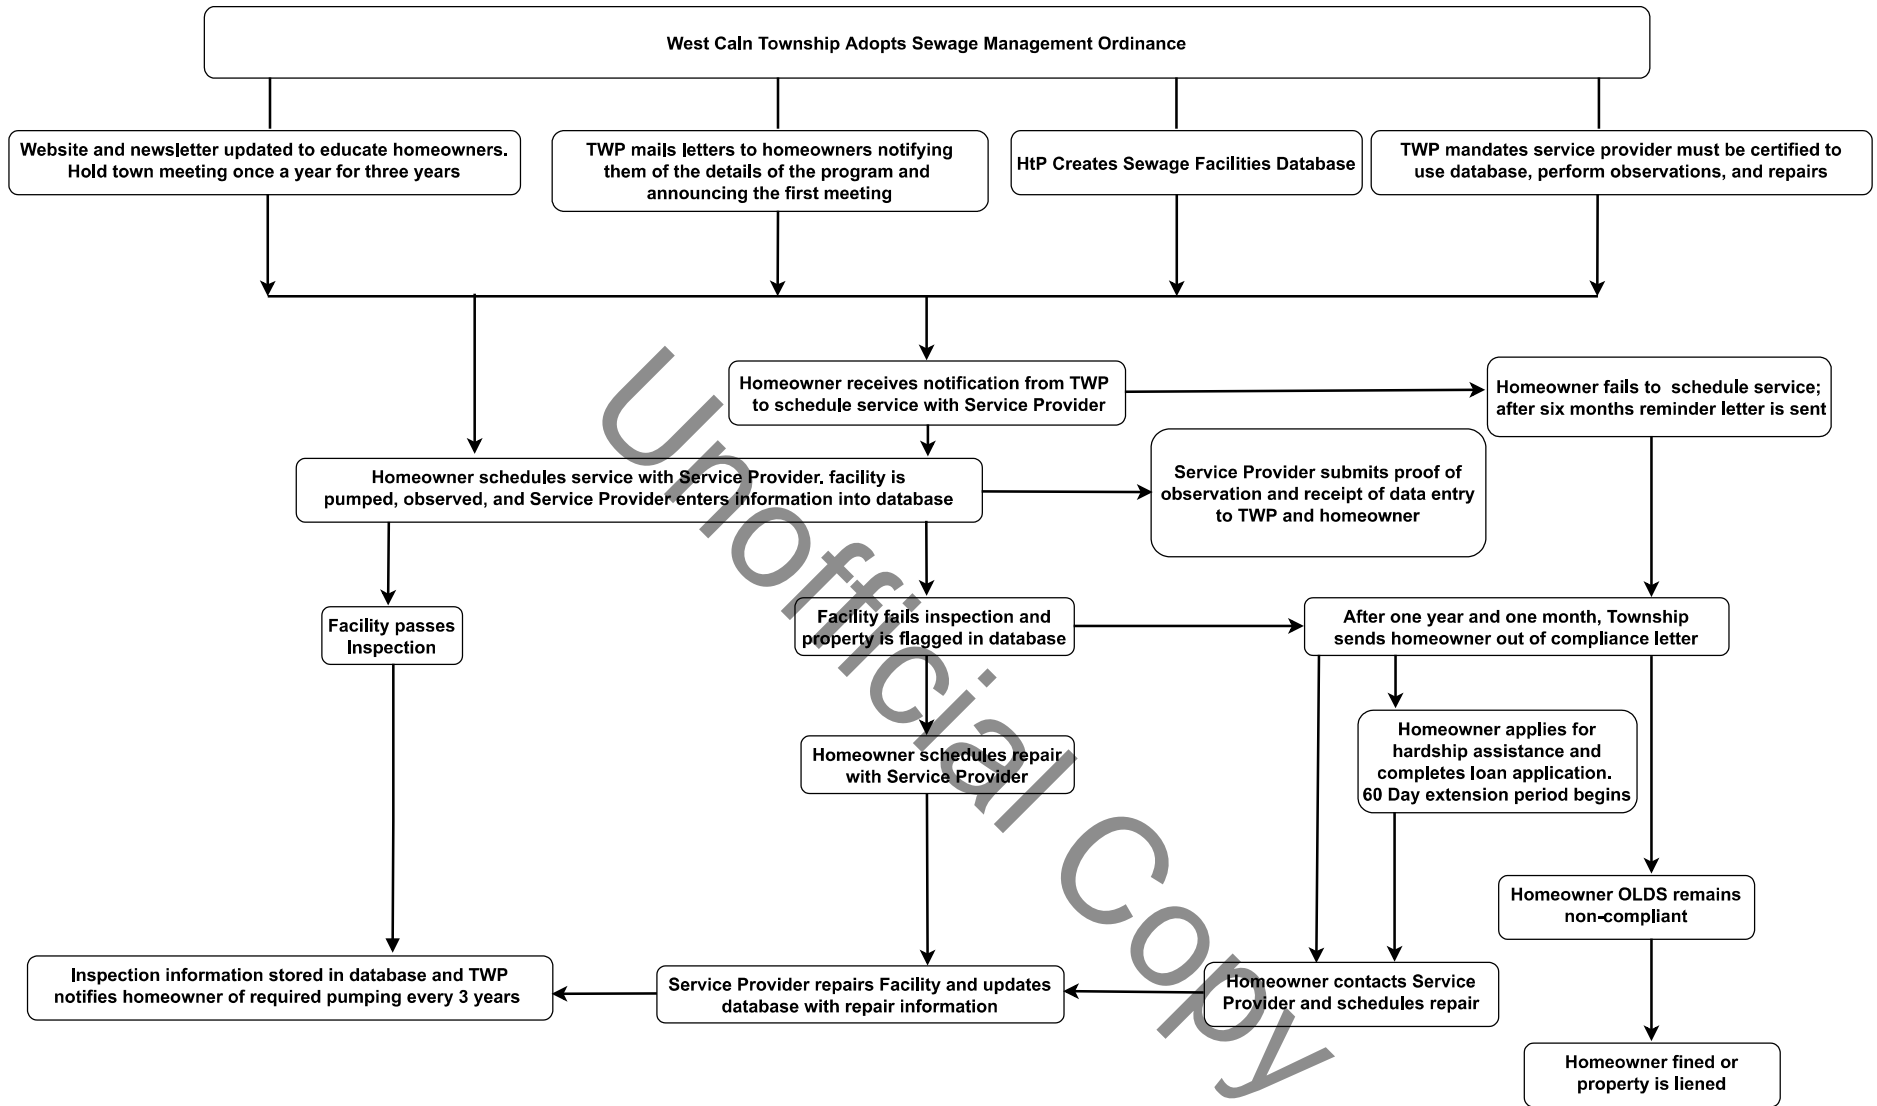 West Caln Township Adopts Sewage Management Ordinance
Website and newsletter updated to educate homeowners.
Hold town meeting once a year for three years
TWP mails letters to homeowners notifying
them of the details of the program and
announcing the first meeting
HtP Creates Sewage Facilities Database
TWP mandates service provider must be certified to
use database, perform observations, and repairs
Homeowner receives notification from TWP
to schedule service with Service Provider
Homeowner fails to schedule service;
after six months reminder letter is sent
Homeowner schedules service with Service Provider. facility is
pumped, observed, and Service Provider enters information into database
Service Provider submits proof of
observation and receipt of data entry
to TWP and homeowner
Facility passes
Inspection
Facility fails inspection and
property is flagged in database
After one year and one month, Township
sends homeowner out of compliance letter
Homeowner schedules repair
with Service Provider
Homeowner applies for
hardship assistance and
completes loan application.
60 Day extension period begins
Homeowner OLDS remains
non-compliant
Inspection information stored in database and TWP
notifies homeowner of required pumping every 3 years
Service Provider repairs Facility and updates
database with repair information
Homeowner contacts Service
Provider and schedules repair
Homeowner fined or
property is liened
Unofficial Copy